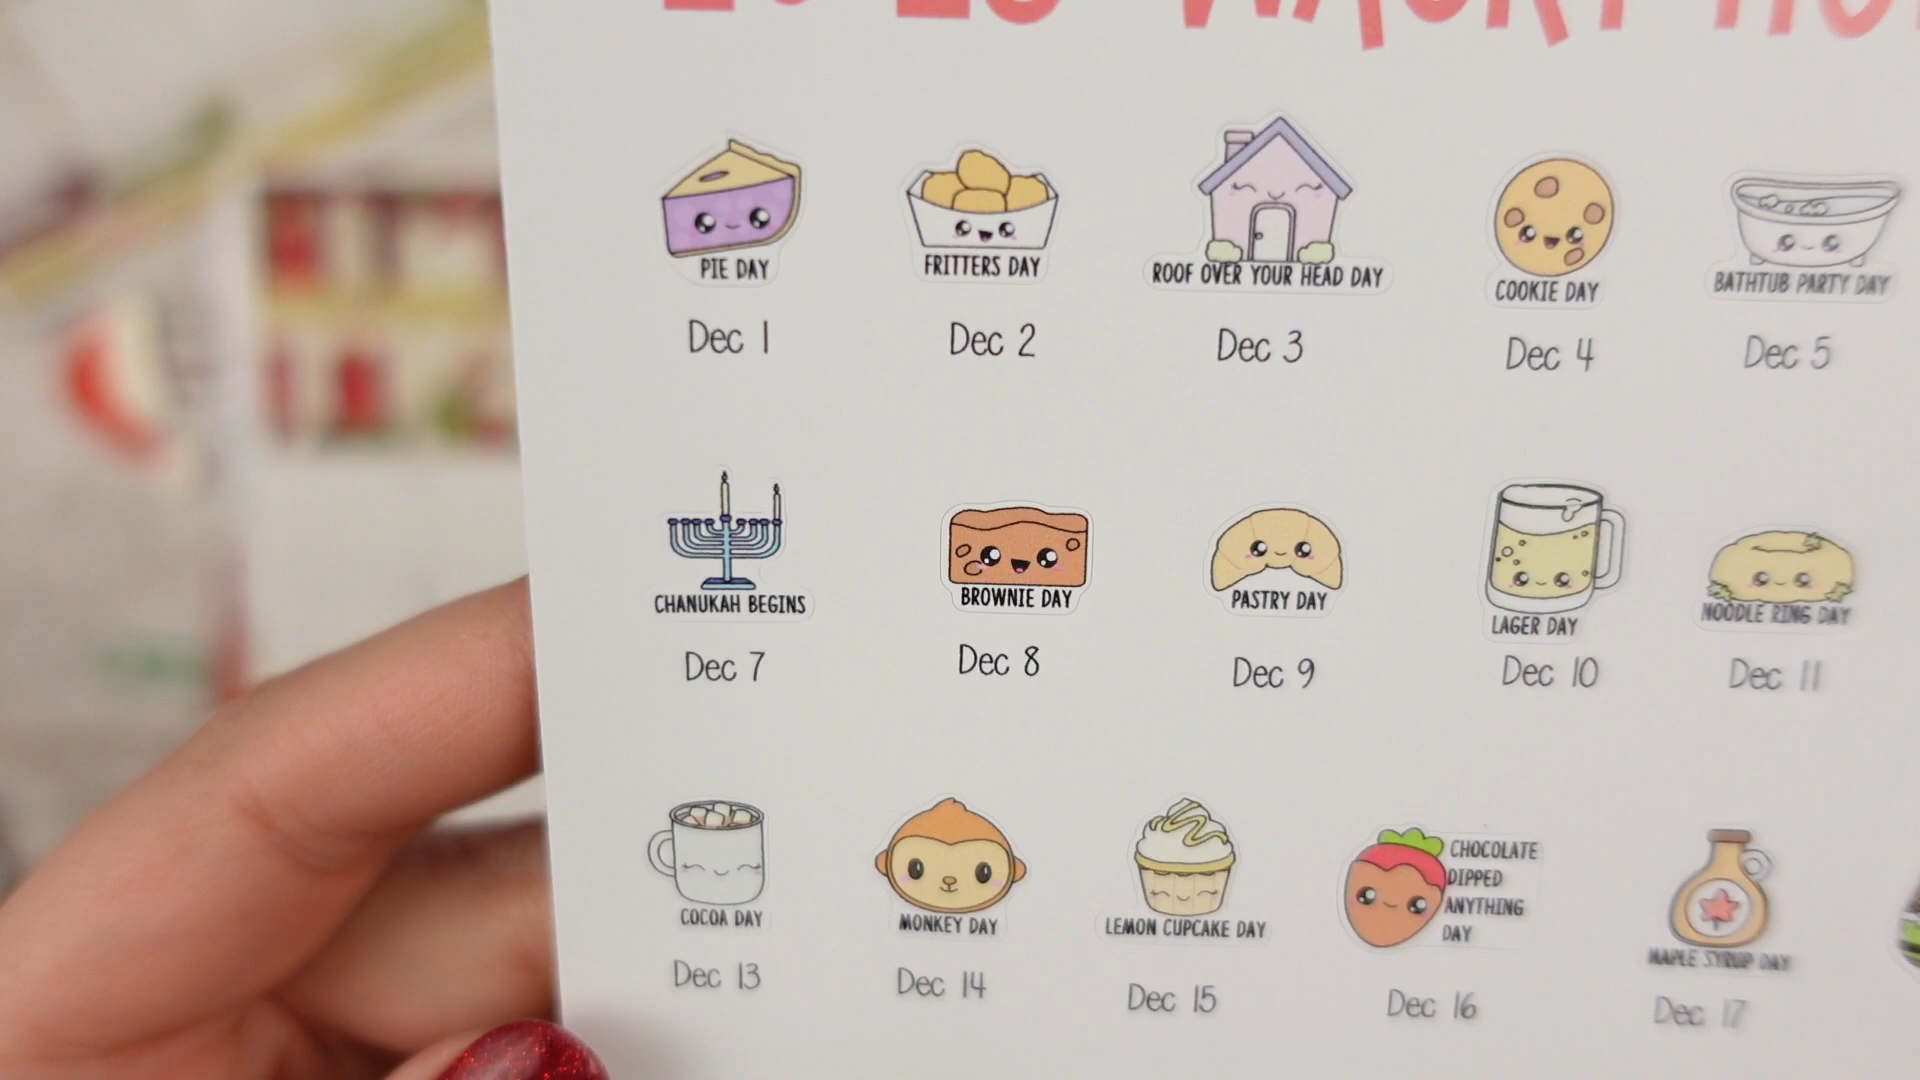 WACKY
PIE DAY
FRITTERS DAY
ROOF OVER YOUR HEAD DAY
COOKIE DAY
BATHTUB PARTY DAY
Dec 1
Dec 2
Dec 3
Dec 4
Dec 5
CHANUKAH BEGINS
BROWNIE DAY
PASTRY DAY
LAGER DAY
NOODLE RING DAY
Dec 7
Dec 8
Dec 9
Dec 10
Dec 11
COCOA DAY
MONKEY DAY
LEMON CUPCAKE DAY
CHOCOLATE
DIPPED
ANYTHING
DAY
MAPLE SYRUP DAY
Dec 13
Dec 14
Dec 15
Dec 16
Dec 17